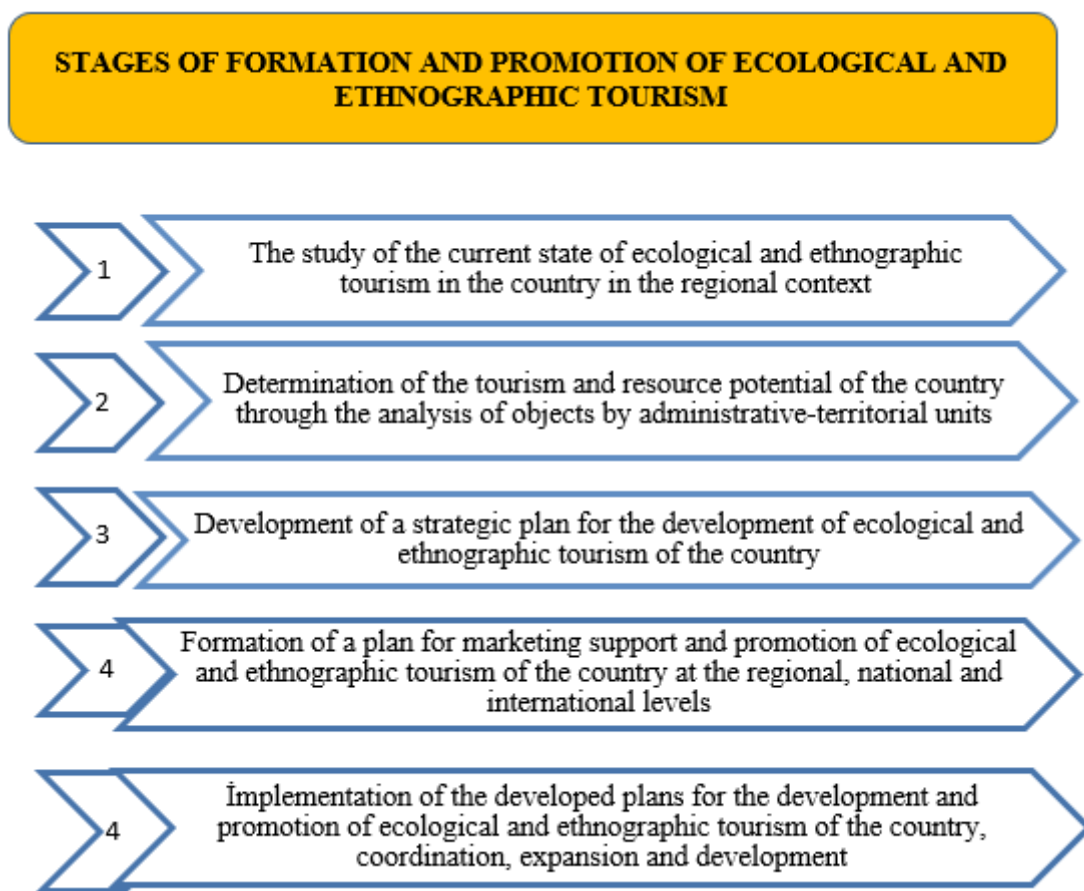 STAGES OF FORMATION AND PROMOTION OF ECOLOGICAL AND
ETHNOGRAPHIC TOURISM
1
The study of the current state of ecological and ethnographic
tourism in the country in the regional context
2
Determination of the tourism and resource potential of the country
through the analysis of objects by administrative-territorial units
3
Development of a strategic plan for the development of ecological and
ethnographic tourism of the country
4
Formation of a plan for marketing support and promotion of ecological
and ethnographic tourism of the country at the regional, national and
international levels
4
İmplementation of the developed plans for the development and
promotion of ecological and ethnographic tourism of the country,
coordination, expansion and development